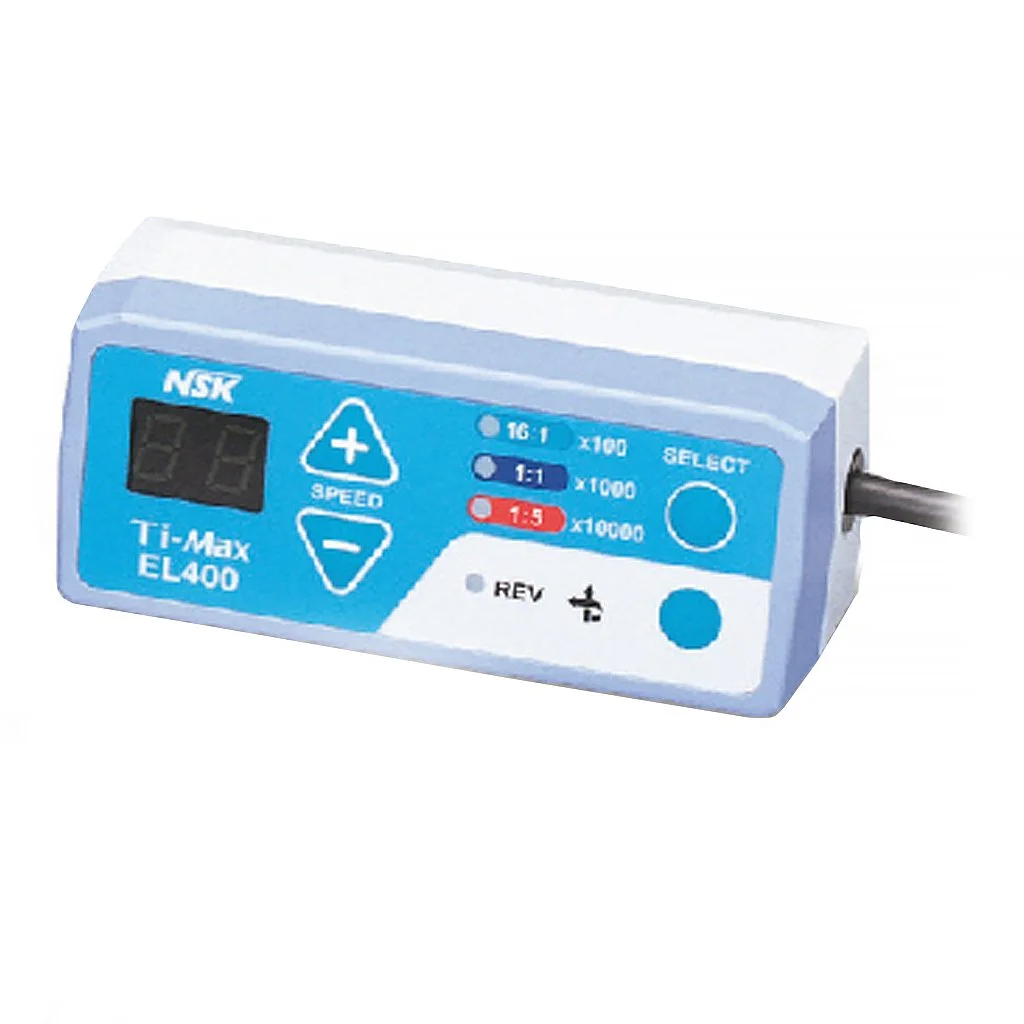 NSK
SPEED
Ti-Max
EL400
16:1 x100
1:1 x1000
1:5 x10000
SELECT
REV